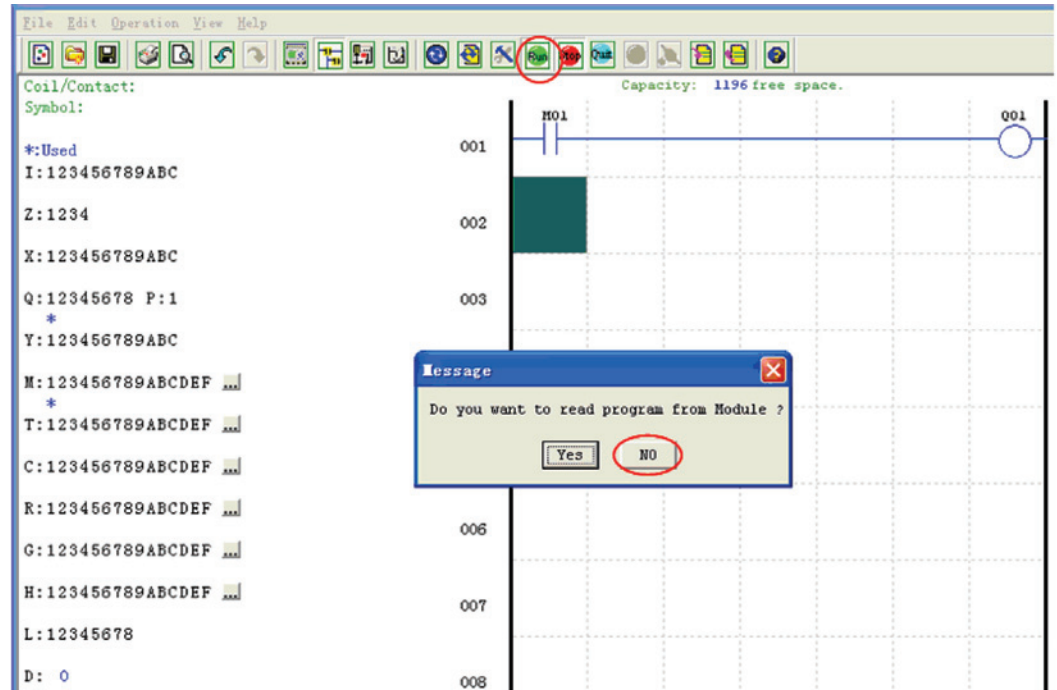 File Edit Operation View Help
Run Stop Quit
Coil/Contact:
Capacity: 1196 free space.
Symbol:
M01
Q01
*:Used
001
I:123456789ABC
Z:1234
002
X:123456789ABC
Q:12345678 P:1
003
*
Y:123456789ABC
M:123456789ABCDEF ...
*
T:123456789ABCDEF ...
Message
Do you want to read program from Module ?
Yes
NO
C:123456789ABCDEF ...
R:123456789ABCDEF ...
006
G:123456789ABCDEF ...
H:123456789ABCDEF ...
007
L:12345678
D: 0
008